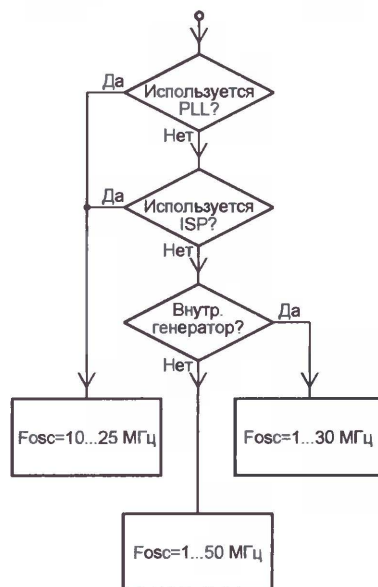 Да
Используется
PLL?
Нет
Да
Используется
ISP?
Нет
Внутр.
генератор?
Да
Нет
Fosc=10...25 МГц
Fosc=1...30 МГц
Fosc=1...50 МГц